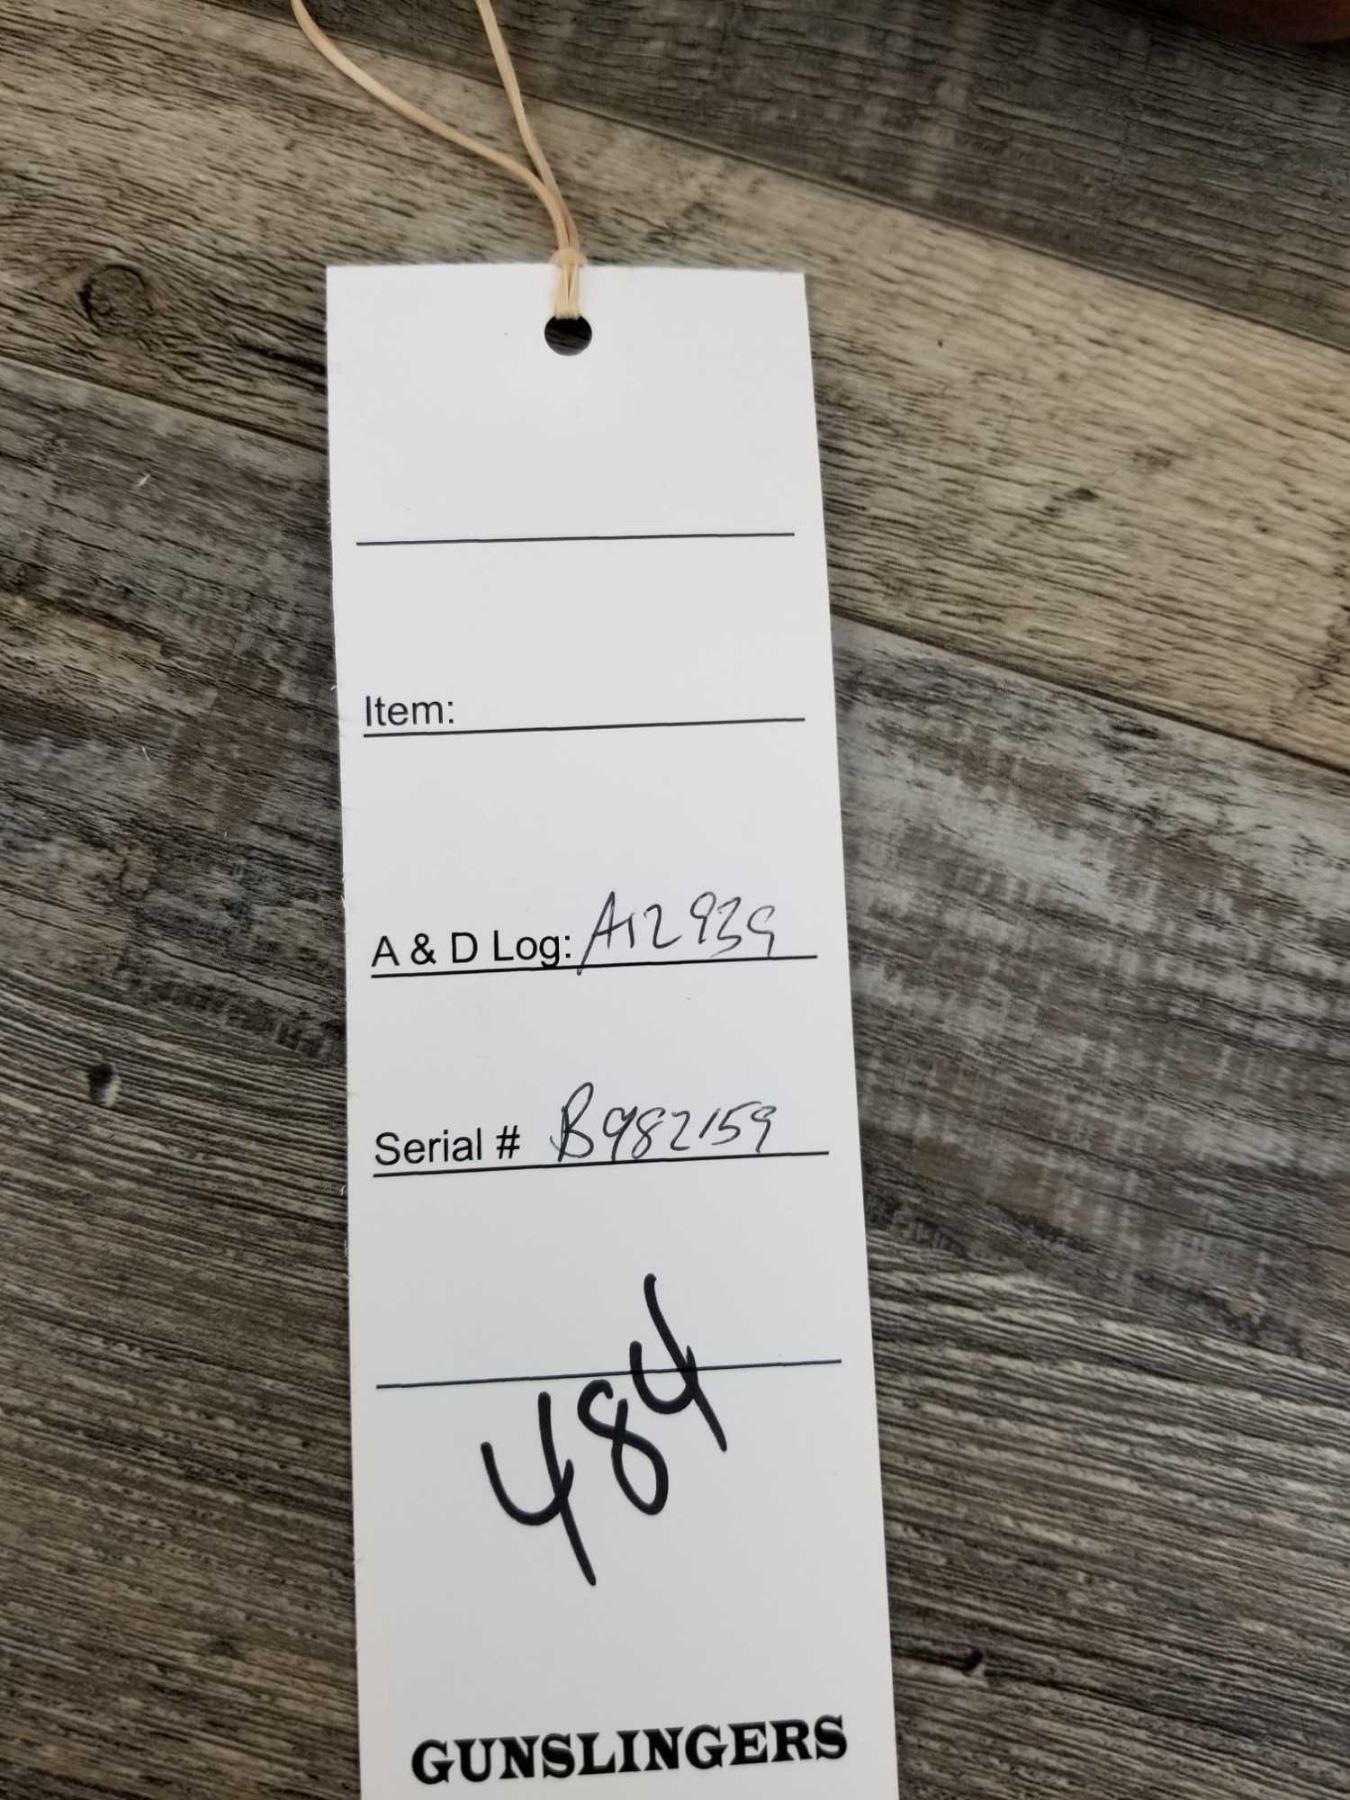 Item:
A & D Log: A12939
Serial # B982159
484
GUNSLINGERS